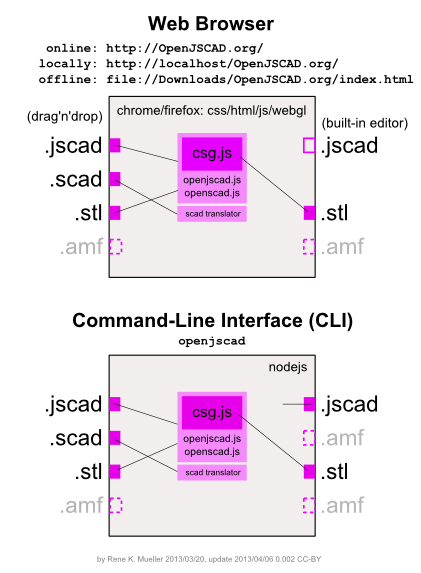 Web Browser
online: http://OpenJSCAD.org/
locally: http://localhost/OpenJSCAD.org/
offline: file://Downloads/OpenJSCAD.org/index.html
chrome/firefox: css/html/js/webgl
(drag'n'drop)
(built-in editor)
.jscad
csg.js
.jscad
.scad
openjscad.js
openscad.js
.stl
scad translator
.stl
.amf
.amf
Command-Line Interface (CLI)
openjscad
nodejs
.jscad
csg.js
.jscad
.scad
openjscad.js
openscad.js
.amf
.stl
scad translator
.stl
.amf
.amf
by Rene K. Mueller 2013/03/20, update 2013/04/06 0.002 CC-BY